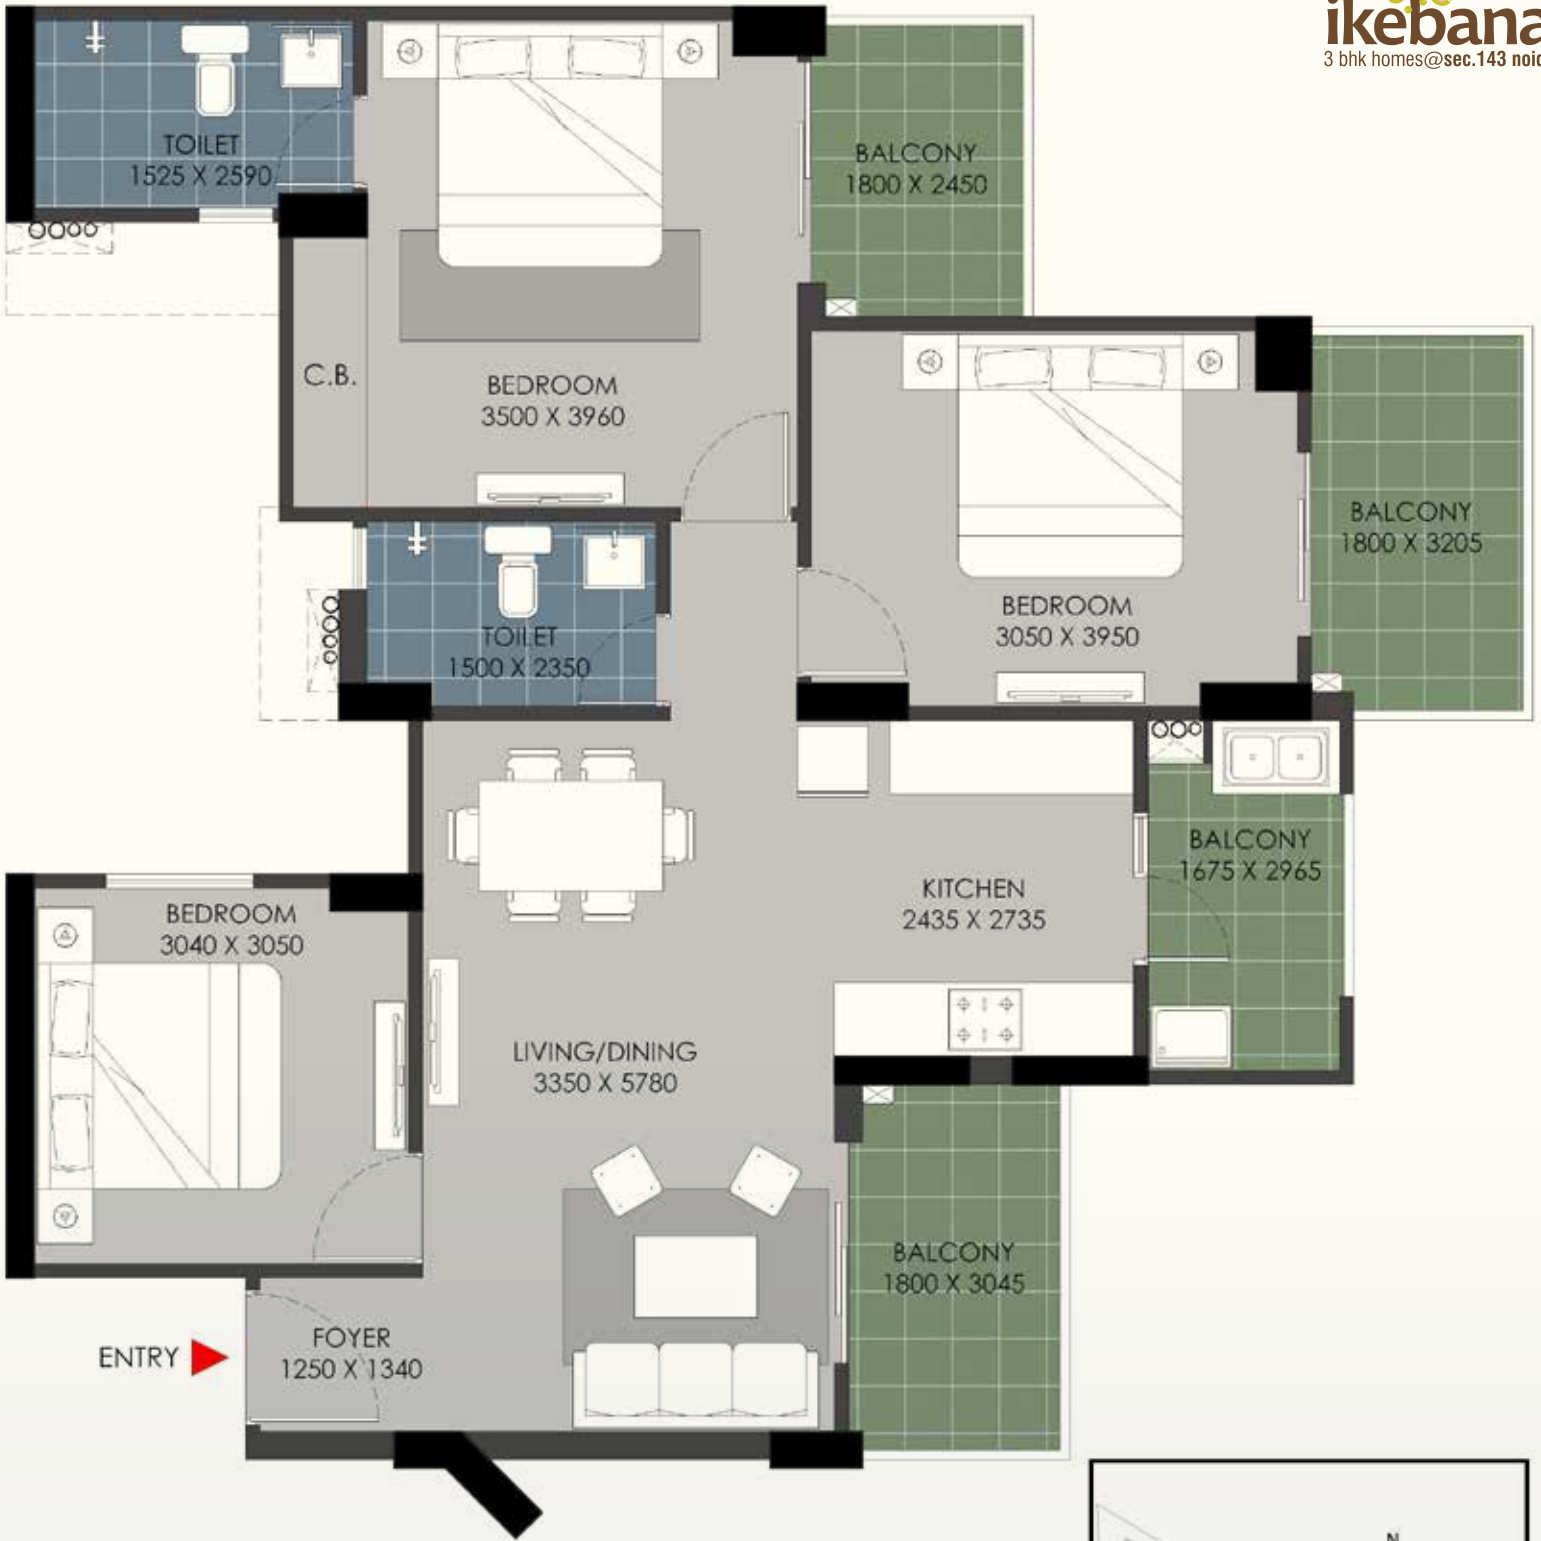 ikebana
3 bhk homes@sec.143
TOILET
1525 X 2590
BALCONY
1800 X 2450
C.B.
BEDROOM
3500 X 3960
BALCONY
1800 X 3205
BEDROOM
3050 X 3950
TOILET
1500 X 2350
BALCONY
1675 X 2965
KITCHEN
2435 X 2735
BEDROOM
3040 X 3050
LIVING/DINING
3350 X 5780
BALCONY
1800 X 3045
FOYER
1250 X 1340
ENTRY
N